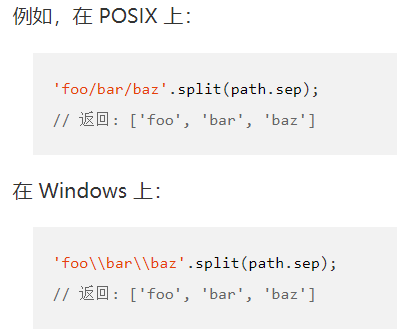 例如，在 POSIX 上：
'foo/bar/baz'.split(path.sep);
// 返回: ['foo', 'bar', 'baz']
在 Windows 上：
'foo\\bar\\baz'.split(path.sep);
// 返回: ['foo', 'bar', 'baz']